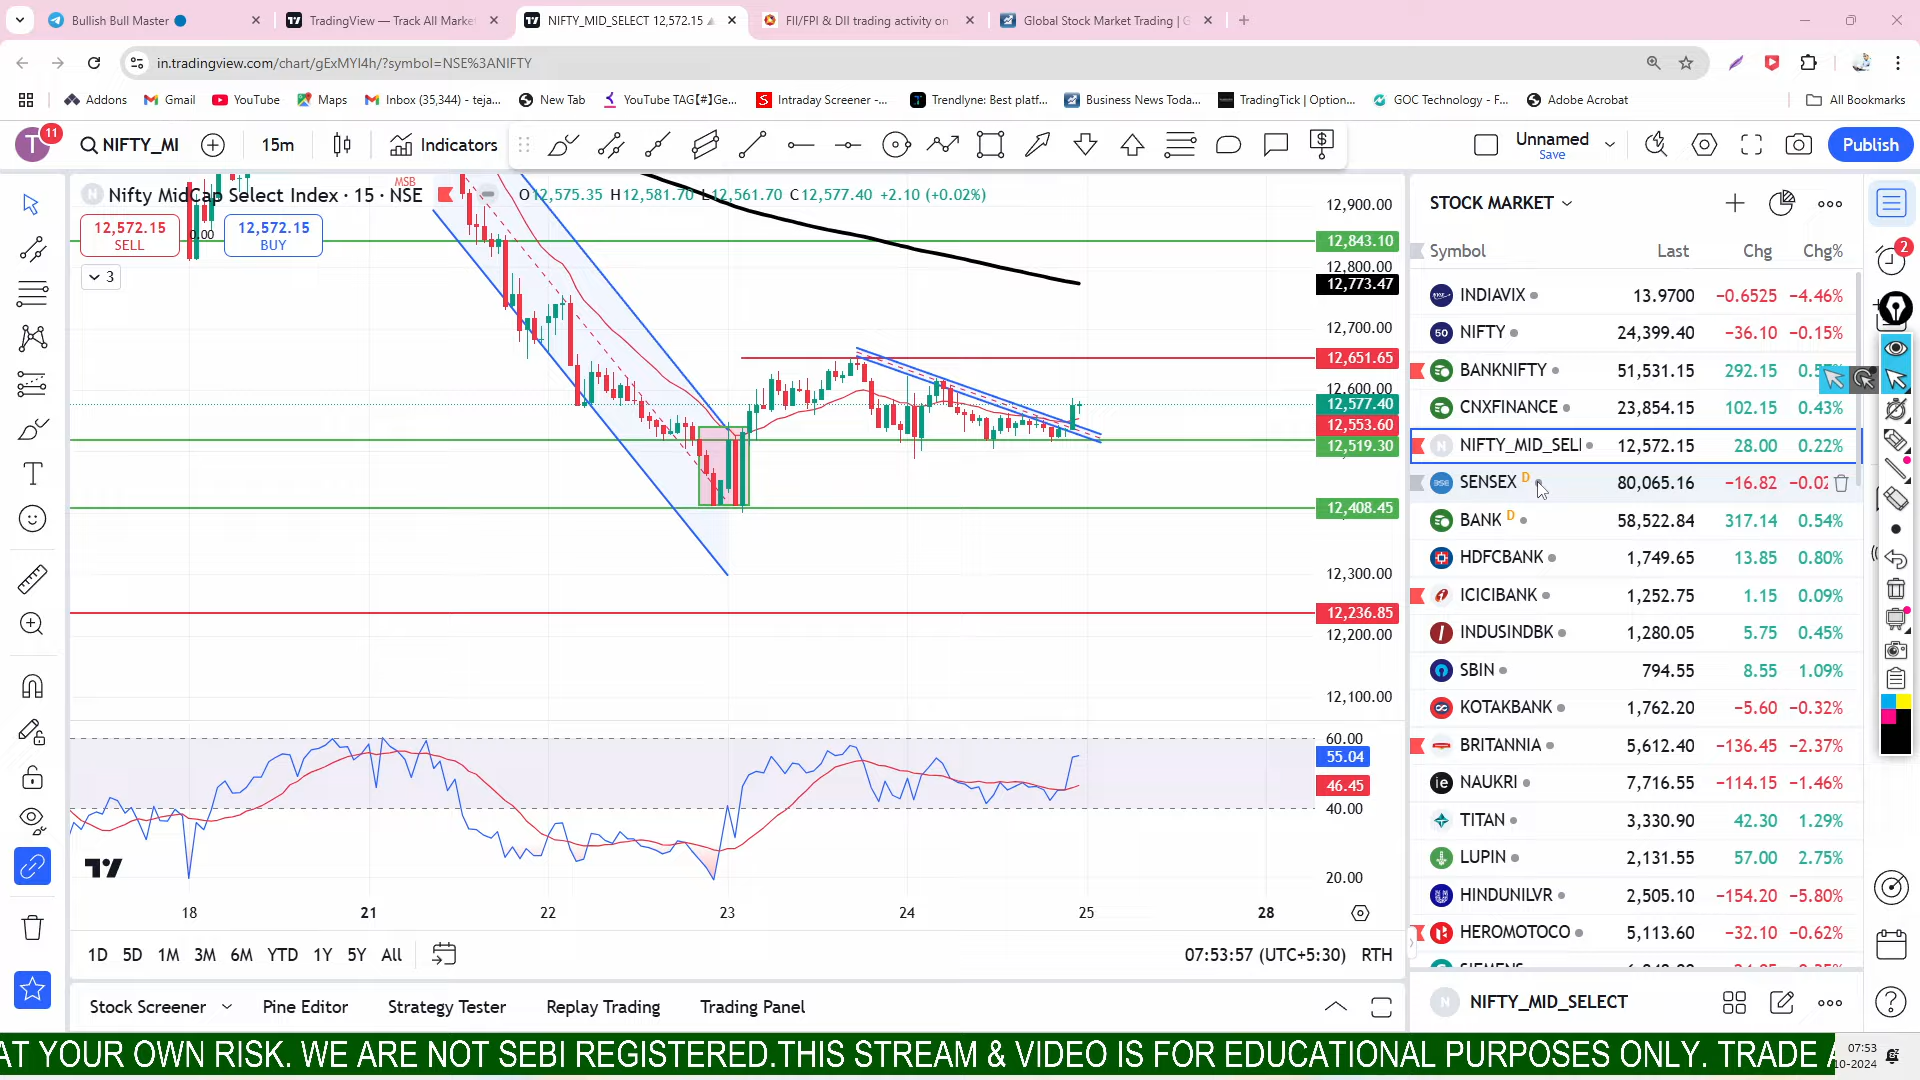 Bullish Bull Master
TradingView — Track All Marke
NIFTY_MID_SELECT 12,572.15
FII/FPI & DII trading activity on
Global Stock Market Trading | G
in.tradingview.com/chart/gExMYI4h/?symbol=NSE%3ANIFTY
Addons
Gmail
YouTube
Maps
Inbox (35,344) - teja...
New Tab
YouTube TAG【#】Ge...
Intraday Screener -...
Trendlyne: Best platf...
Business News Toda...
TradingTick | Option...
GOC Technology - F...
Adobe Acrobat
All Bookmarks
T
11
NIFTY_MI
15m
Indicators
Unnamed
Save
Publish
Nifty MidCap Select Index · 15 · NSE
MSB
O12,575.35 H12,581.70 L12,561.70 C12,577.40 +2.10 (+0.02%)
12,572.15
SELL
0.00
12,572.15
BUY
3
12,900.00
12,843.10
12,800.00
12,773.47
12,700.00
12,651.65
12,600.00
12,577.40
12,553.60
12,519.30
12,408.45
12,300.00
12,236.85
12,200.00
12,100.00
60.00
55.04
46.45
40.00
20.00
18 21 22 23 24 25 28
1D 5D 1M 3M 6M YTD 1Y 5Y All
07:53:57 (UTC+5:30) RTH
Stock Screener
Pine Editor
Strategy Tester
Replay Trading
Trading Panel
STOCK MARKET
Symbol Last Chg Chg%
INDIAVIX 13.9700 −0.6525 −4.46%
NIFTY 24,399.40 −36.10 −0.15%
BANKNIFTY 51,531.15 292.15
CNXFINANCE 23,854.15 102.15 0.43%
NIFTY_MID_SELI 12,572.15 28.00 0.22%
SENSEX D 80,065.16 −16.82 −0.02
BANK D 58,522.84 317.14 0.54%
HDFCBANK 1,749.65 13.85 0.80%
ICICIBANK 1,252.75 1.15 0.09%
INDUSINDBK 1,280.05 5.75 0.45%
SBIN 794.55 8.55 1.09%
KOTAKBANK 1,762.20 −5.60 −0.32%
BRITANNIA 5,612.40 −136.45 −2.37%
NAUKRI 7,716.55 −114.15 −1.46%
TITAN 3,330.90 42.30 1.29%
LUPIN 2,131.55 57.00 2.75%
HINDUNILVR 2,505.10 −154.20 −5.80%
HEROMOTOCO 5,113.60 −32.10 −0.62%
NIFTY_MID_SELECT
2
AT YOUR OWN RISK. WE ARE NOT SEBI REGISTERED.THIS STREAM & VIDEO IS FOR EDUCATIONAL PURPOSES ONLY. TRADE
07:53
10-2024